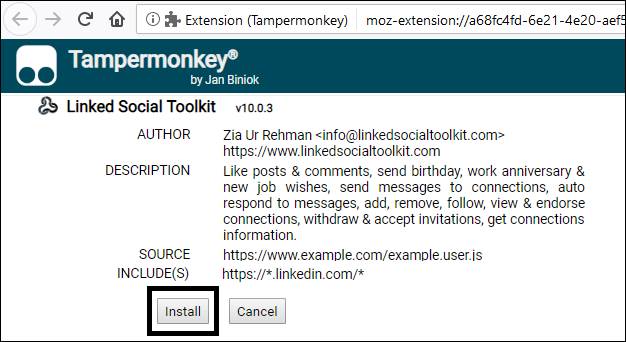 Extension (Tampermonkey) moz-extension://a68fc4fd-6e21-4e20-aef5
Tampermonkey®
by Jan Biniok
Linked Social Toolkit v10.0.3
AUTHOR Zia Ur Rehman <info@linkedsocialtoolkit.com>
https://www.linkedsocialtoolkit.com
DESCRIPTION Like posts & comments, send birthday, work anniversary &
new job wishes, send messages to connections, auto
respond to messages, add, remove, follow, view & endorse
connections, withdraw & accept invitations, get connections
information.
SOURCE https://www.example.com/example.user.js
INCLUDE(S) https://*.linkedin.com/*
Install Cancel